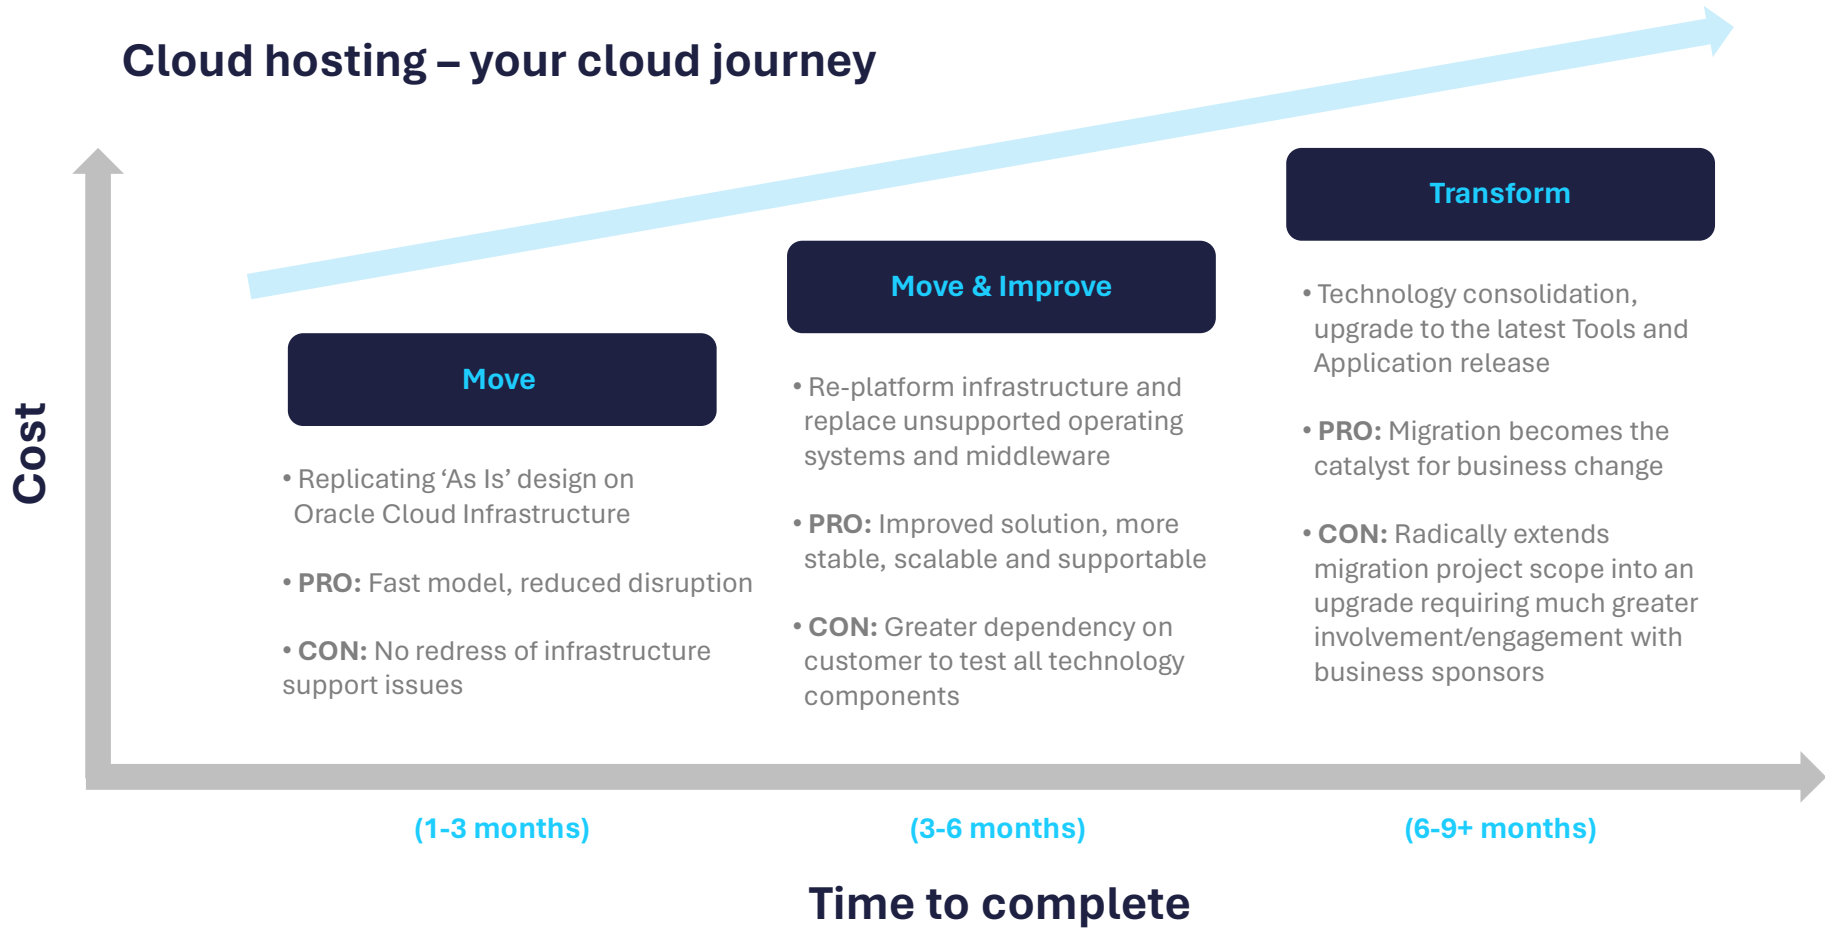 Cloud hosting – your cloud journey
Cost
Move
• Replicating ‘As Is’ design on
Oracle Cloud Infrastructure
• PRO: Fast model, reduced disruption
• CON: No redress of infrastructure
support issues
Move & Improve
• Re-platform infrastructure and
replace unsupported operating
systems and middleware
• PRO: Improved solution, more
stable, scalable and supportable
• CON: Greater dependency on
customer to test all technology
components
Transform
• Technology consolidation,
upgrade to the latest Tools and
Application release
• PRO: Migration becomes the
catalyst for business change
• CON: Radically extends
migration project scope into an
upgrade requiring much greater
involvement/engagement with
business sponsors
(1-3 months)
(3-6 months)
(6-9+ months)
Time to complete